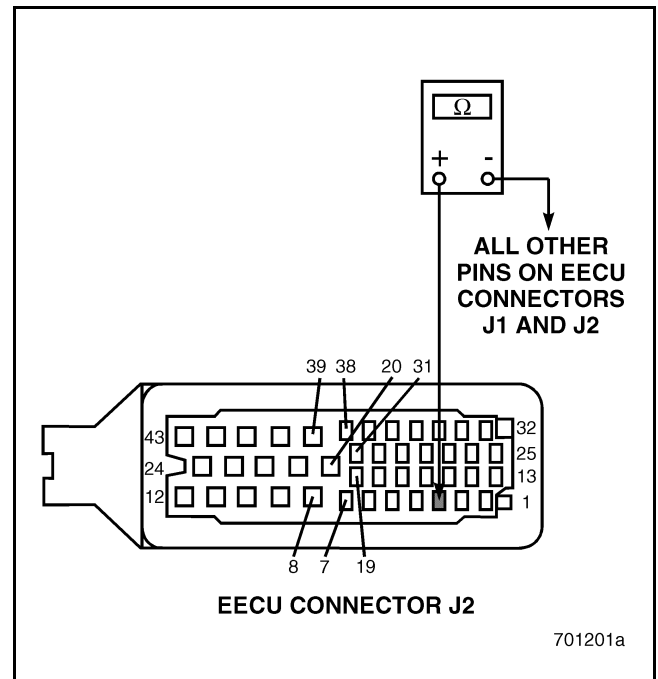 Ω
+ -
ALL OTHER
PINS ON EECU
CONNECTORS
J1 AND J2
39 38 20 31
43 32
24 25
13
12 1
8 7 19
EECU CONNECTOR J2
701201a